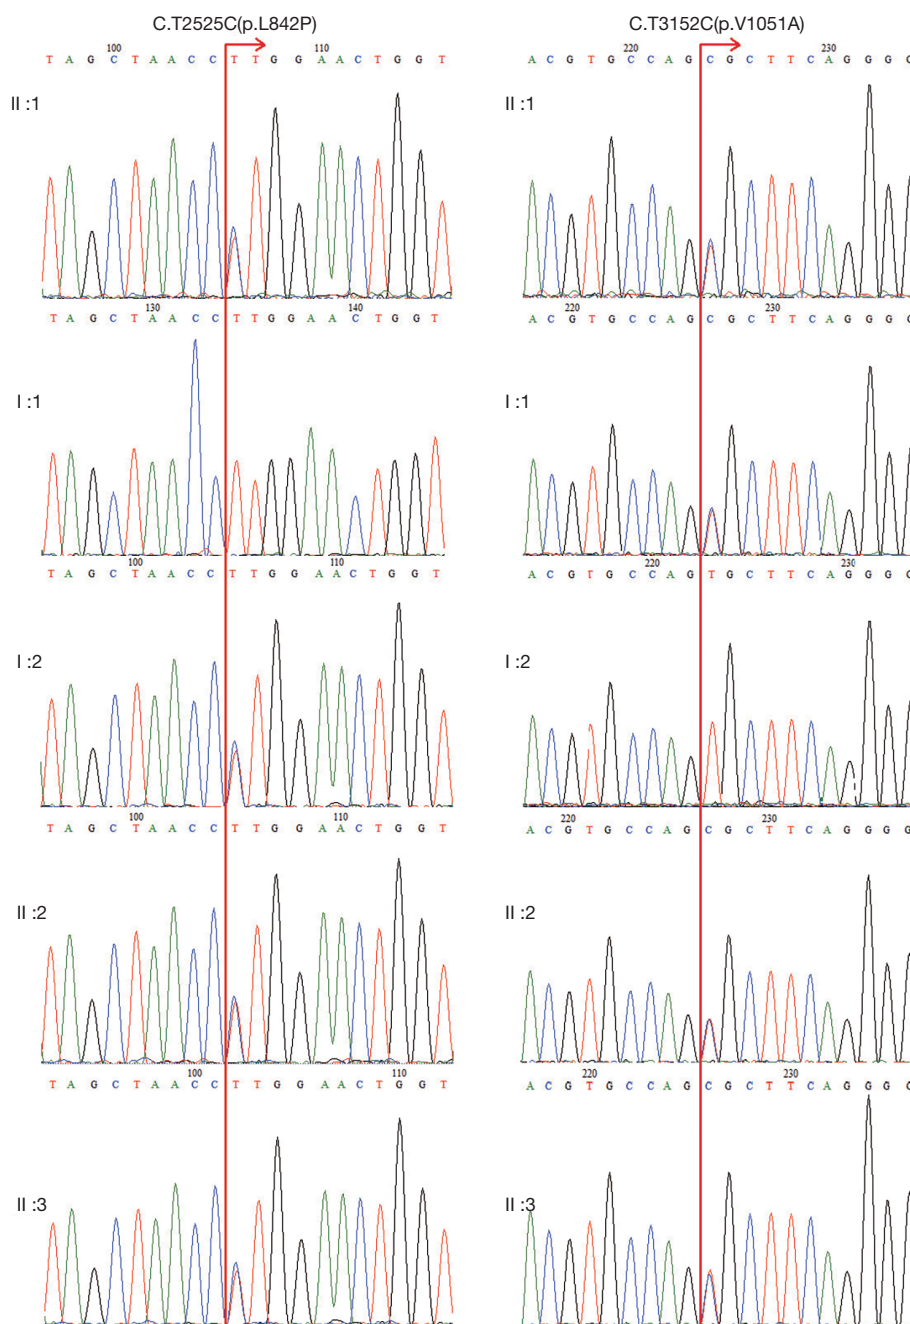 C.T2525C(p.L842P) C.T3152C(p.V1051A)
100 110 220 230
T A G C T A A C C T T G G A A C T G G T A C G T G C C A G C G C T T C A G G G G
II :1 II :1
130 140 220 230
T A G C T A A C C T T G G A A C T G G T A C G T G C C A G C G C T T C A G G G G
I :1 I :1
100 110 220 230
T A G C T A A C C T T G G A A C T G G T A C G T G C C A G T G C T T C A G G G G
I :2 I :2
100 110 220 230
T A G C T A A C C T T G G A A C T G G T A C G T G C C A G C G C T T C A G G G G
II :2 II :2
100 110 220 230
T A G C T A A C C T T G G A A C T G G T A C G T G C C A G C G C T T C A G G G G
II :3 II :3